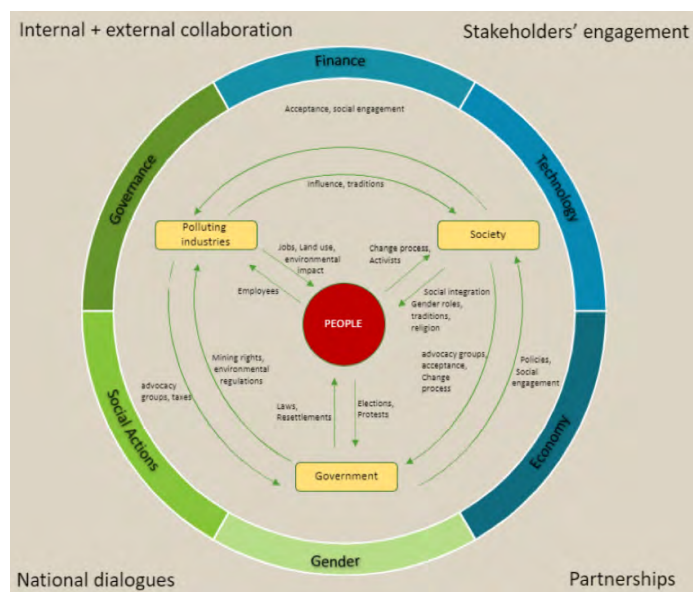 Internal + external collaboration
Stakeholders' engagement
Finance
Acceptance, social engagement
Governance
Technology
Influence, traditions
Polluting
industries
Society
Jobs, Land use,
environmental
impact
Change process,
Activists
Employees
Social integration
Gender roles,
traditions,
religion
PEOPLE
Mining rights,
environmental
regulations
advocacy groups,
acceptance,
Change
process
Policies,
Social
engagement
advocacy
groups, taxes
Laws,
Resettlements
Elections,
Protests
Social Actions
Economy
Government
Gender
National dialogues
Partnerships